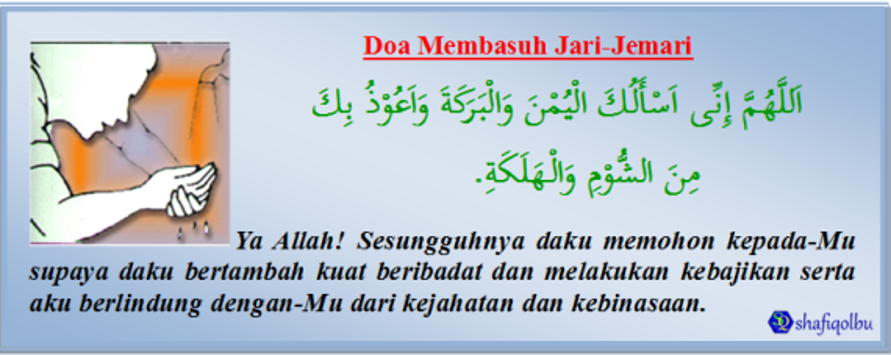 Doa Membasuh Jari-Jemari
اَللَّهُمَّ إِنِّى اَسْأَلُكَ الْيُمْنَ وَالْبَرَكَةَ وَاَعُوْذُ بِكَ
مِنَ الشُّوْمِ وَالْهَلَكَةِ.
Ya Allah! Sesungguhnya daku memohon kepada-Mu
supaya daku bertambah kuat beribadat dan melakukan kebajikan serta
aku berlindung dengan-Mu dari kejahatan dan kebinasaan.
shafiqolbu